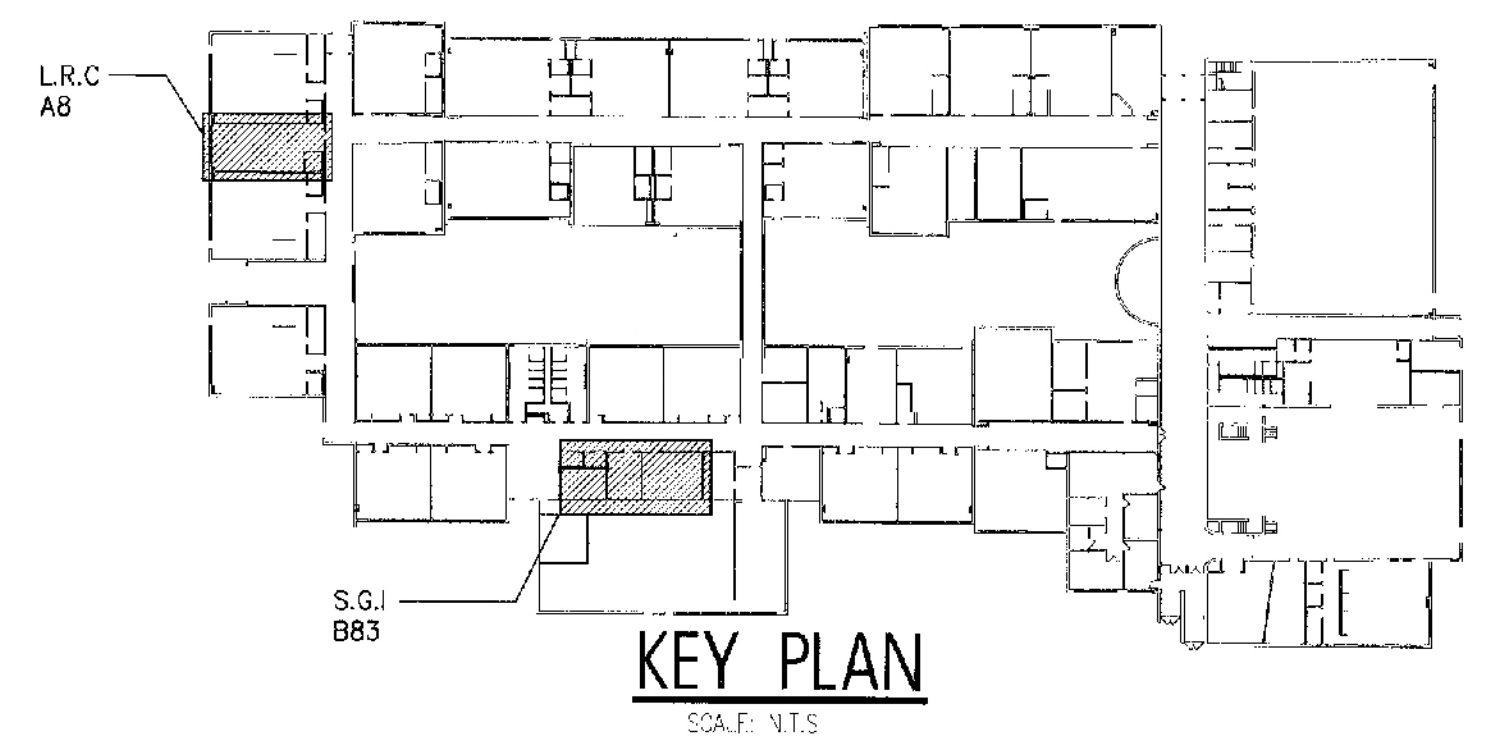 L.R.C
A8
S.G.I
B83
KEY PLAN
SCALE: N.T.S